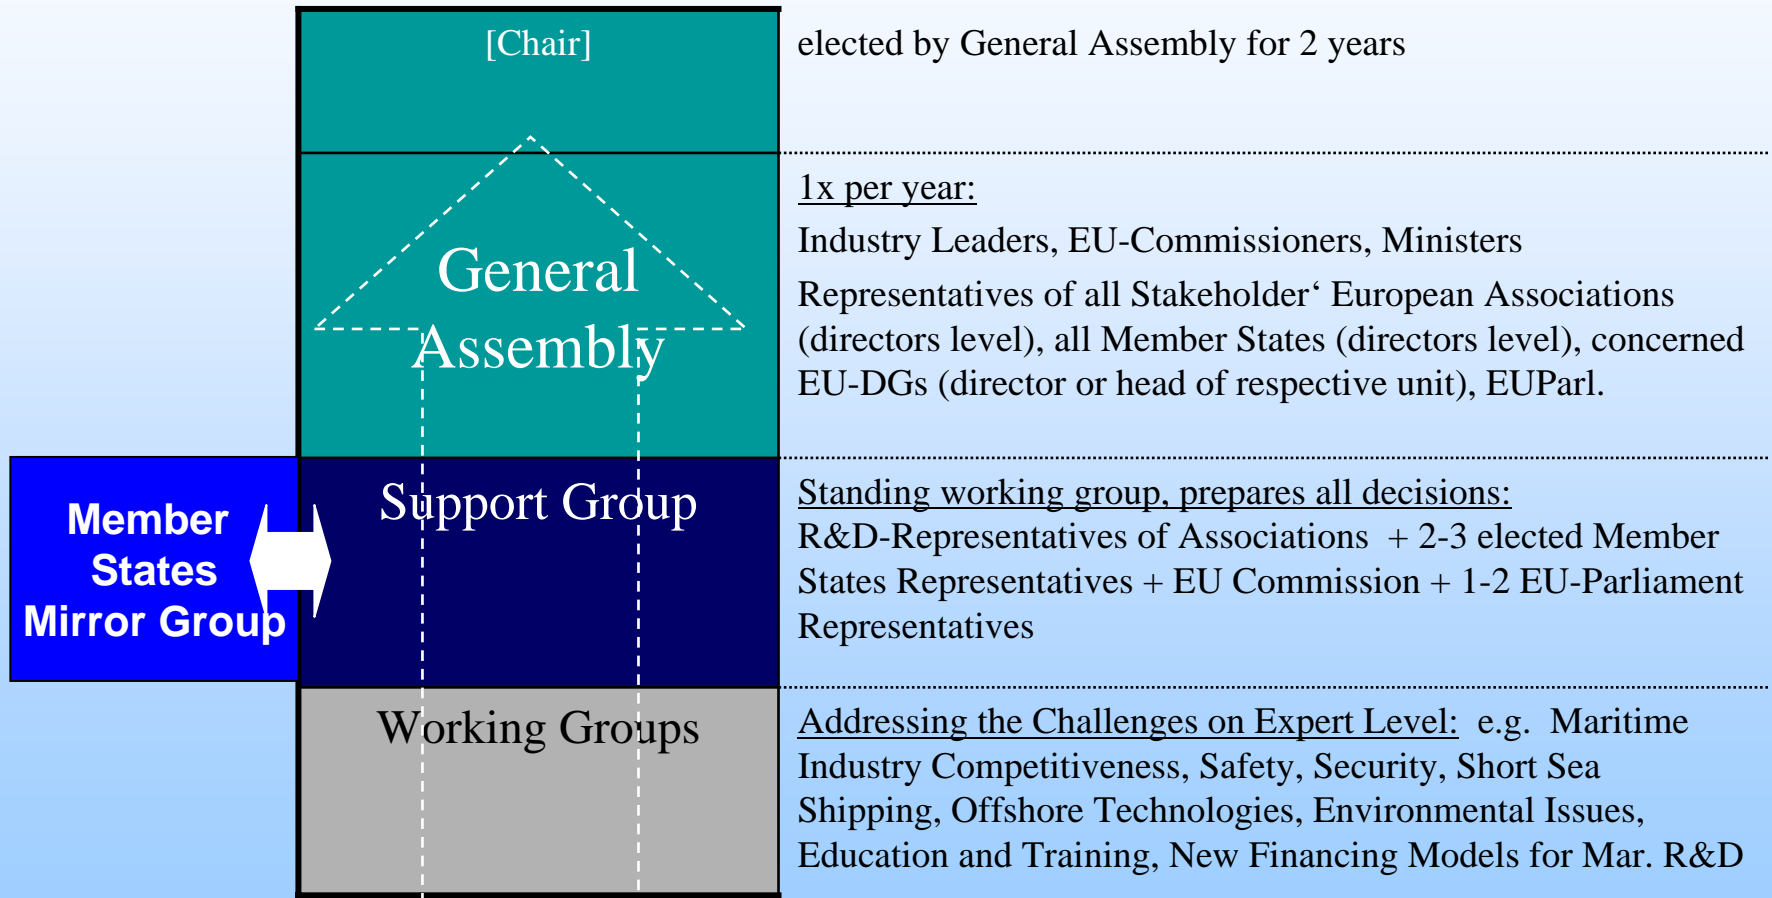 [Chair]
elected by General Assembly for 2 years
General
Assembly
1x per year:
Industry Leaders, EU-Commissioners, Ministers
Representatives of all Stakeholder‘ European Associations
(directors level), all Member States (directors level), concerned
EU-DGs (director or head of respective unit), EUParl.
Member
States
Mirror Group
Support Group
Standing working group, prepares all decisions:
R&D-Representatives of Associations + 2-3 elected Member
States Representatives + EU Commission + 1-2 EU-Parliament
Representatives
Working Groups
Addressing the Challenges on Expert Level: e.g. Maritime
Industry Competitiveness, Safety, Security, Short Sea
Shipping, Offshore Technologies, Environmental Issues,
Education and Training, New Financing Models for Mar. R&D